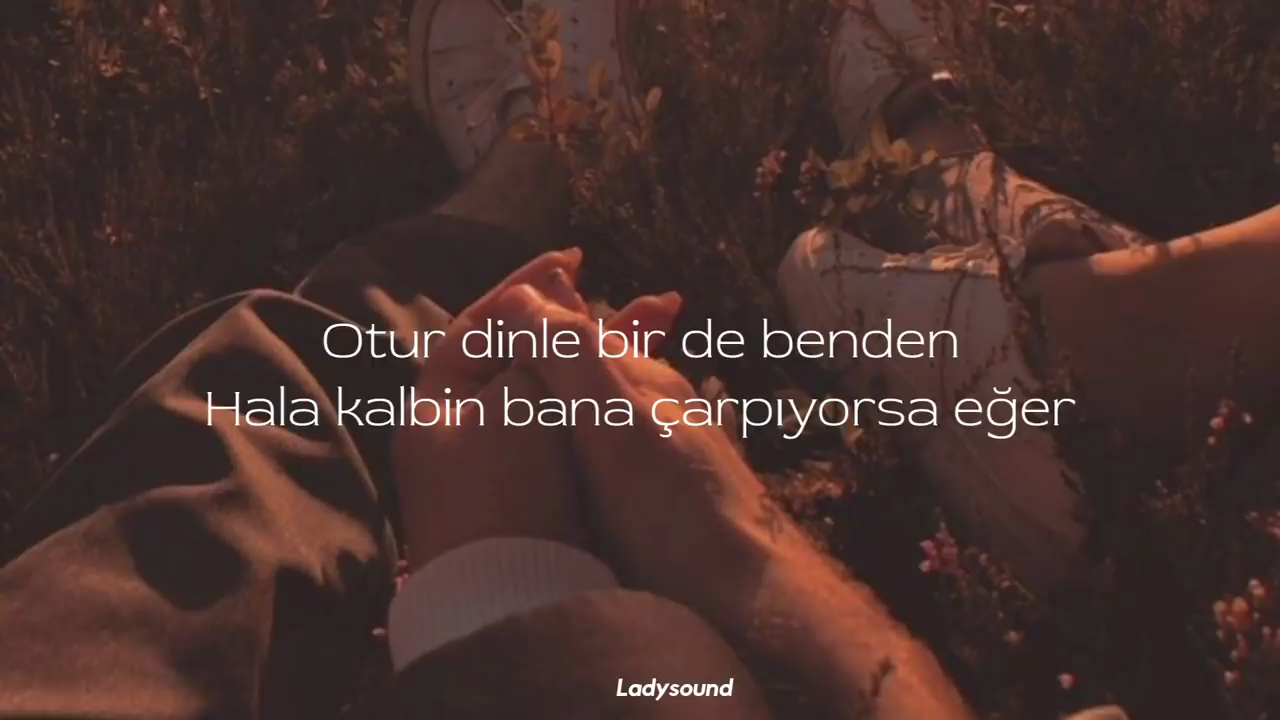 Otur dinle bir de benden
Hala kalbin bana çarpıyorsa eğer
Ladysound